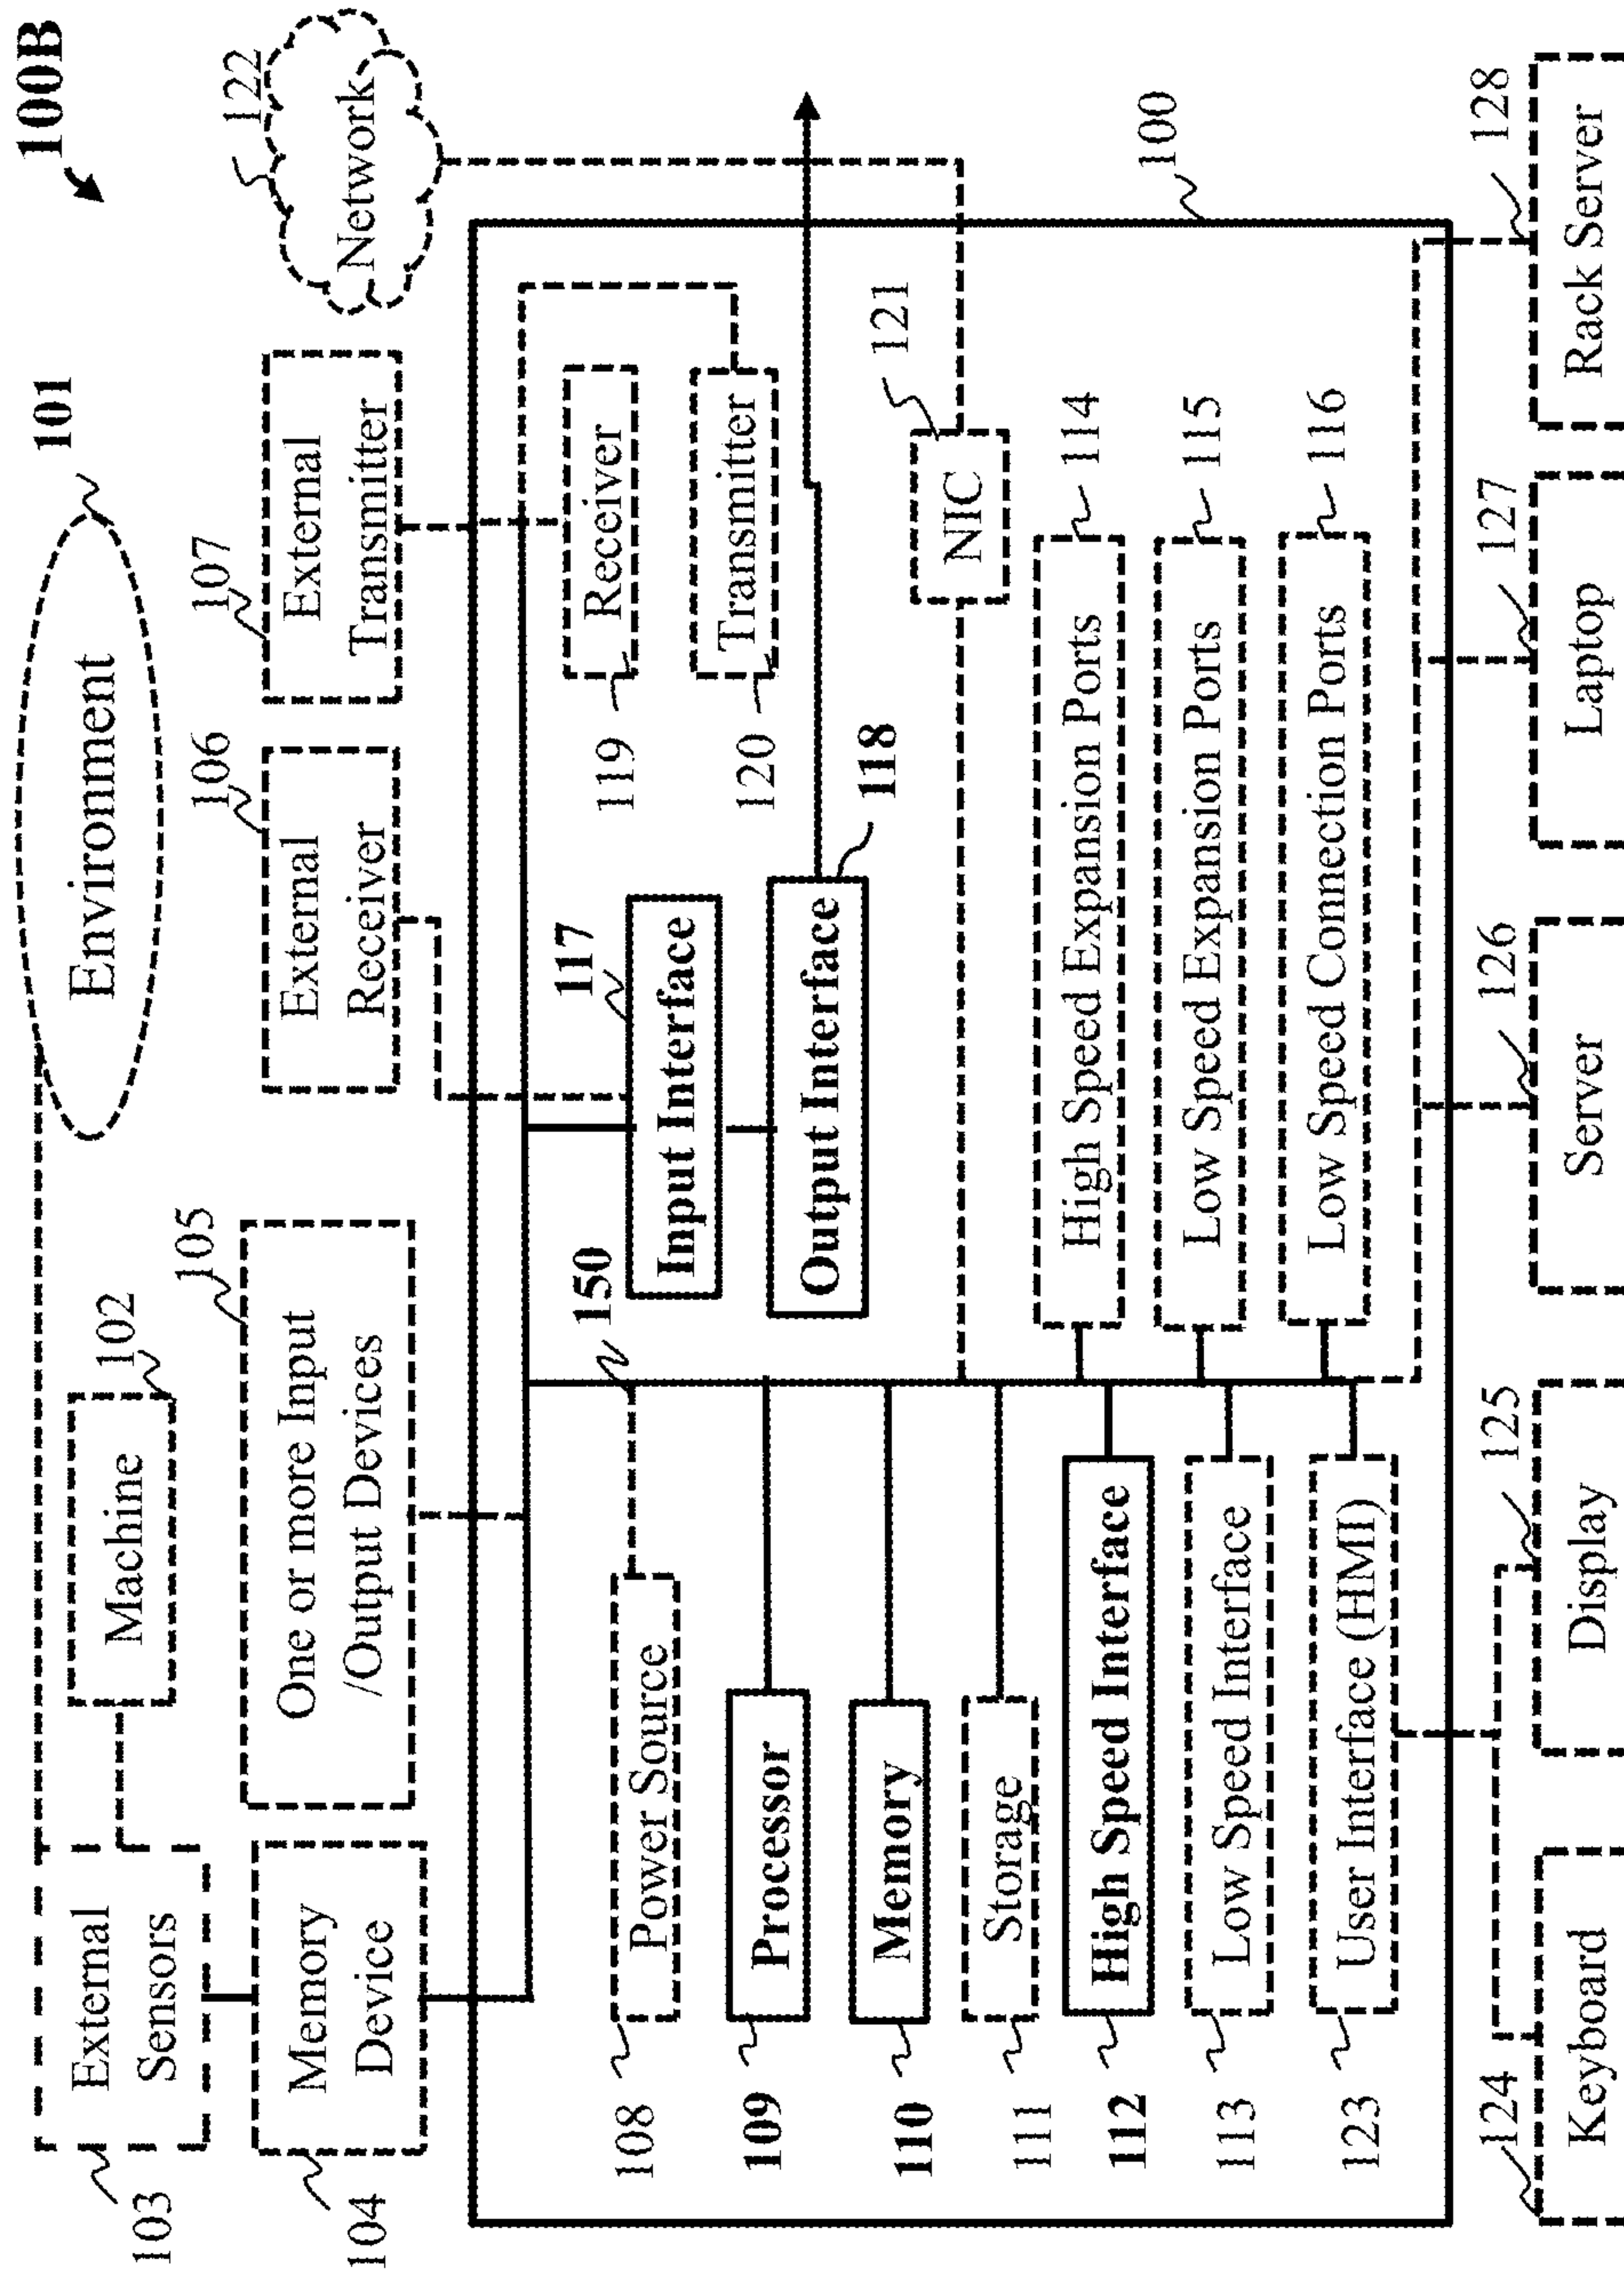 100B
101
Environment
102
Machine
External
Sensors
103
Memory
Device
104
105
One or more Input
/Output Devices
106
External
Receiver
107
External
Transmitter
122
Network
150
108
Power Source
109
Processor
110
Memory
111
Storage
112
High Speed Interface
113
Low Speed Interface
123
User Interface (HMI)
117
Input Interface
Output Interface
118
119
Receiver
120
Transmitter
121
NIC
High Speed Expansion Ports
114
Low Speed Expansion Ports
115
Low Speed Connection Ports
116
100
124
Keyboard
125
Display
126
Server
127
Laptop
128
Rack Server